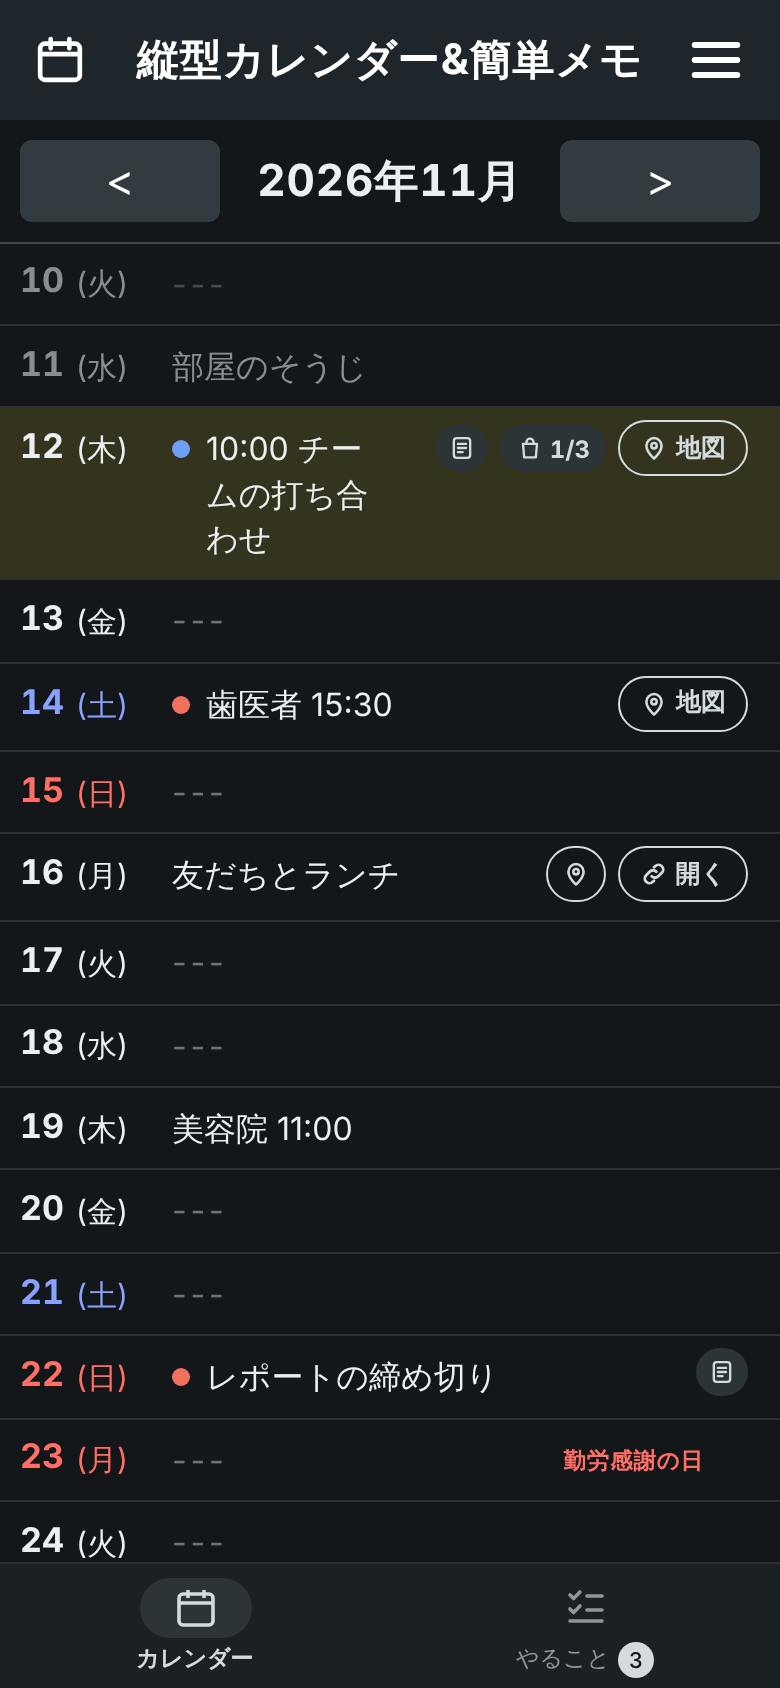 縦型カレンダー&簡単メモ
< 2026年11月 >
10 (火) ---
11 (水) 部屋のそうじ
12 (木) 10:00 チー 1/3 地図
ムの打ち合
わせ
13 (金) ---
14 (土) 歯医者 15:30 地図
15 (日) ---
16 (月) 友だちとランチ 開く
17 (火) ---
18 (水) ---
19 (木) 美容院 11:00
20 (金) ---
21 (土) ---
22 (日) レポートの締め切り
23 (月) --- 勤労感謝の日
24 (火) ---
カレンダー やること 3